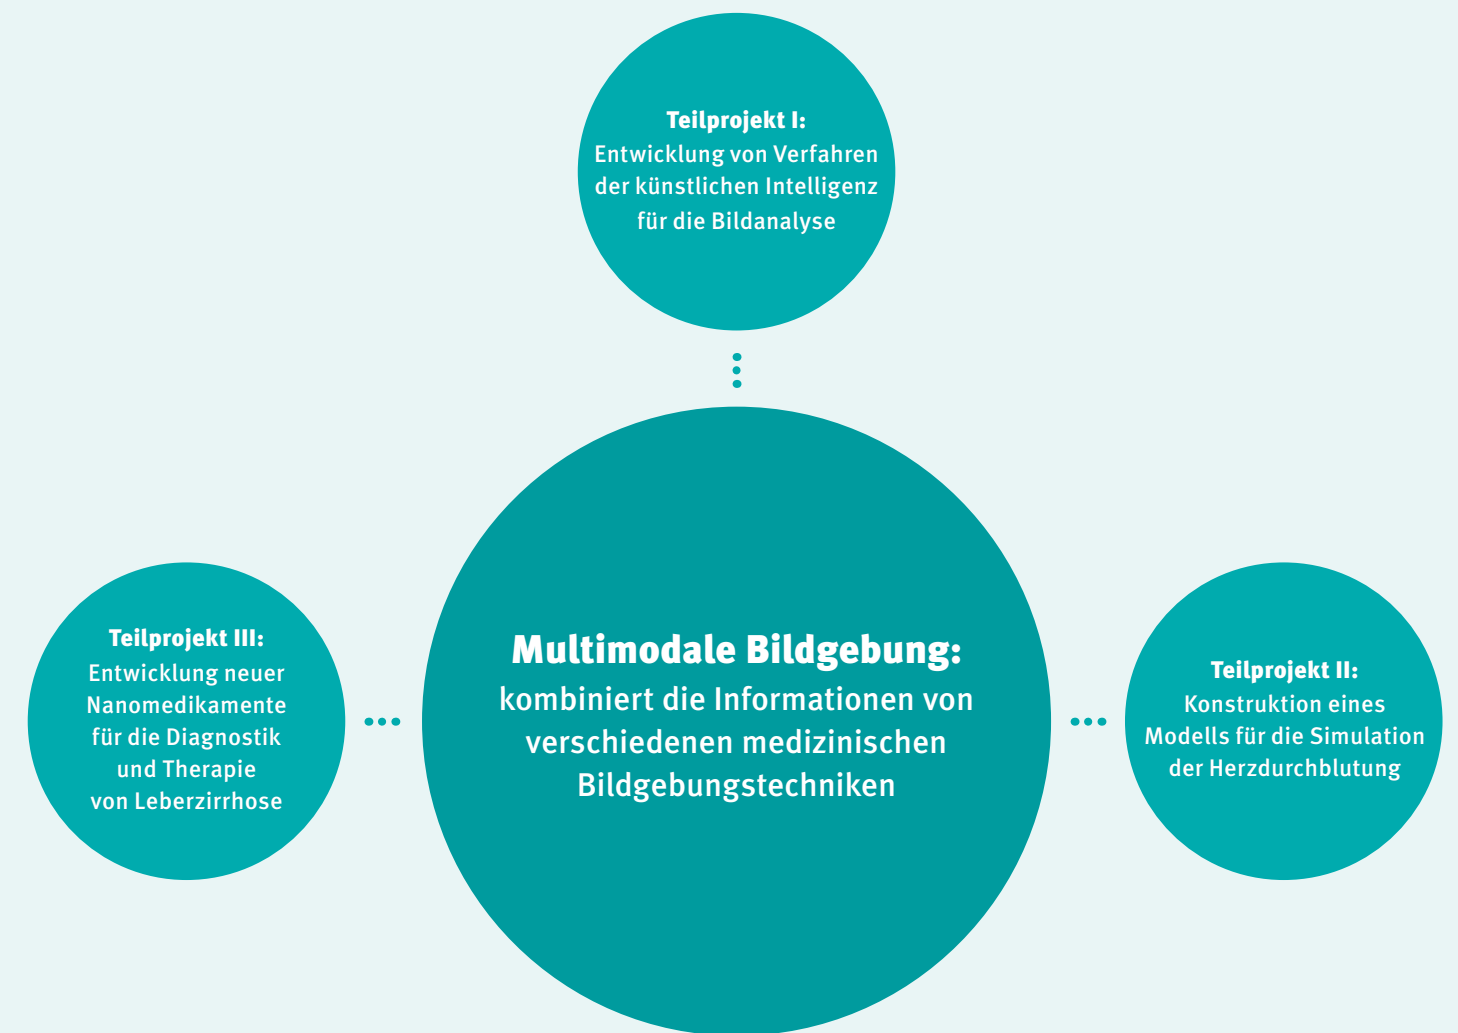 Teilprojekt I:
Entwicklung von Verfahren
der künstlichen Intelligenz
für die Bildanalyse
Multimodale Bildgebung:
kombiniert die Informationen von
verschiedenen medizinischen
Bildgebungstechniken
Teilprojekt II:
Konstruktion eines
Modells für die Simulation
der Herzdurchblutung
Teilprojekt III:
Entwicklung neuer
Nanomedikamente
für die Diagnostik
und Therapie
von Leberzirrhose